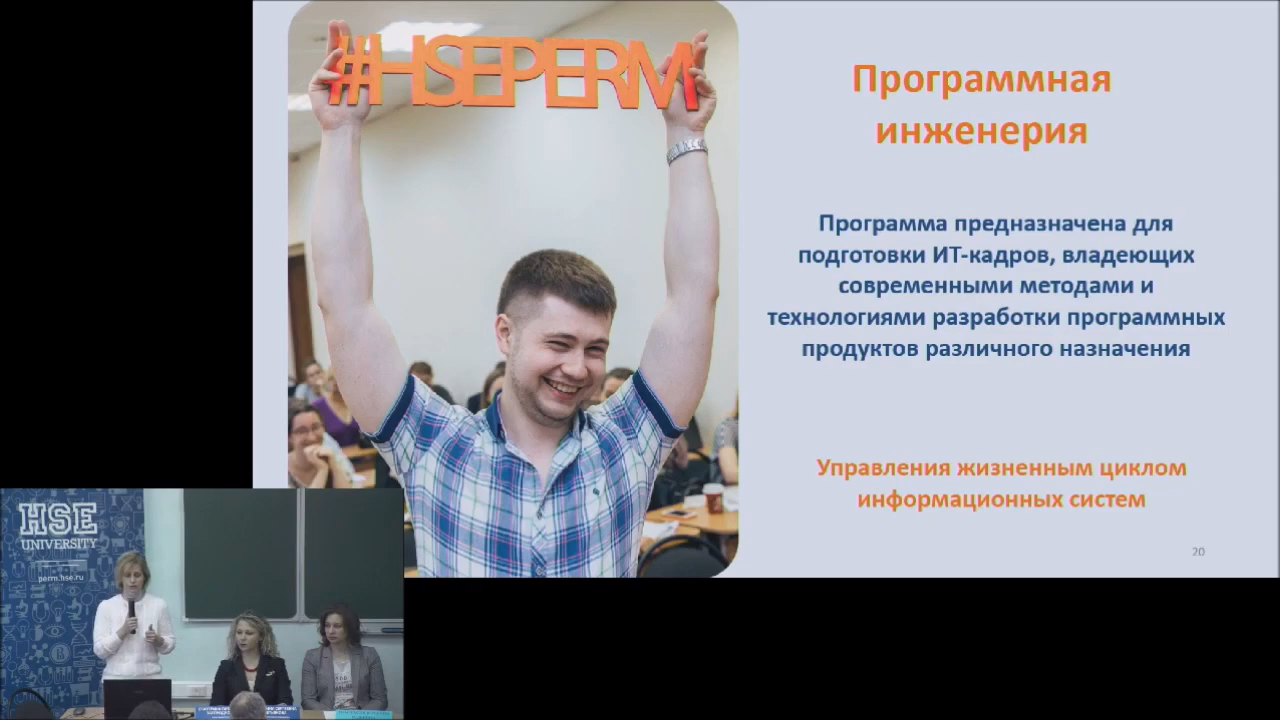 #HSEPERM
Программная
инженерия
Программа предназначена для
подготовки ИТ-кадров, владеющих
современными методами и
технологиями разработки программных
продуктов различного назначения
Управления жизненным циклом
информационных систем
20
HSE
UNIVERSITY
perm.hse.ru